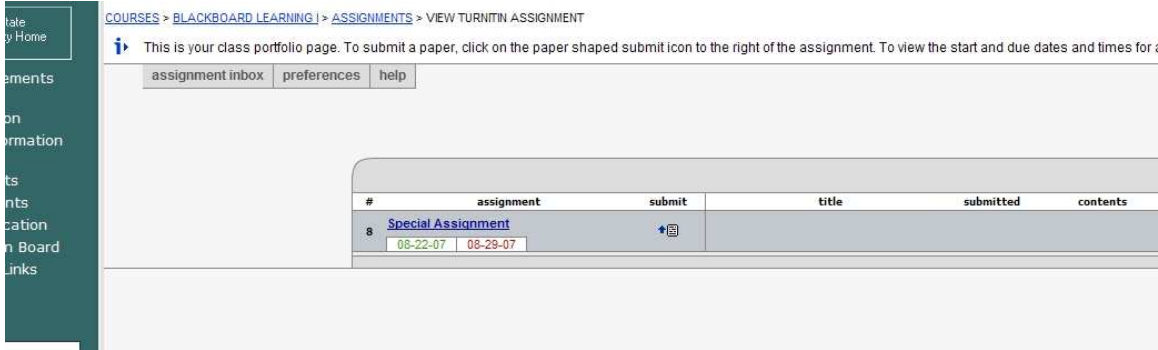 COURSES > BLACKBOARD LEARNING I > ASSIGNMENTS > VIEW TURNITIN ASSIGNMENT
This is your class portfolio page. To submit a paper, click on the paper shaped submit icon to the right of the assignment. To view the start and due dates and times for
assignment inbox preferences help
# assignment submit title submitted contents
8 Special Assignment
08-22-07 08-29-07
tate
y Home
ements
on
ormation
ts
nts
cation
n Board
Links